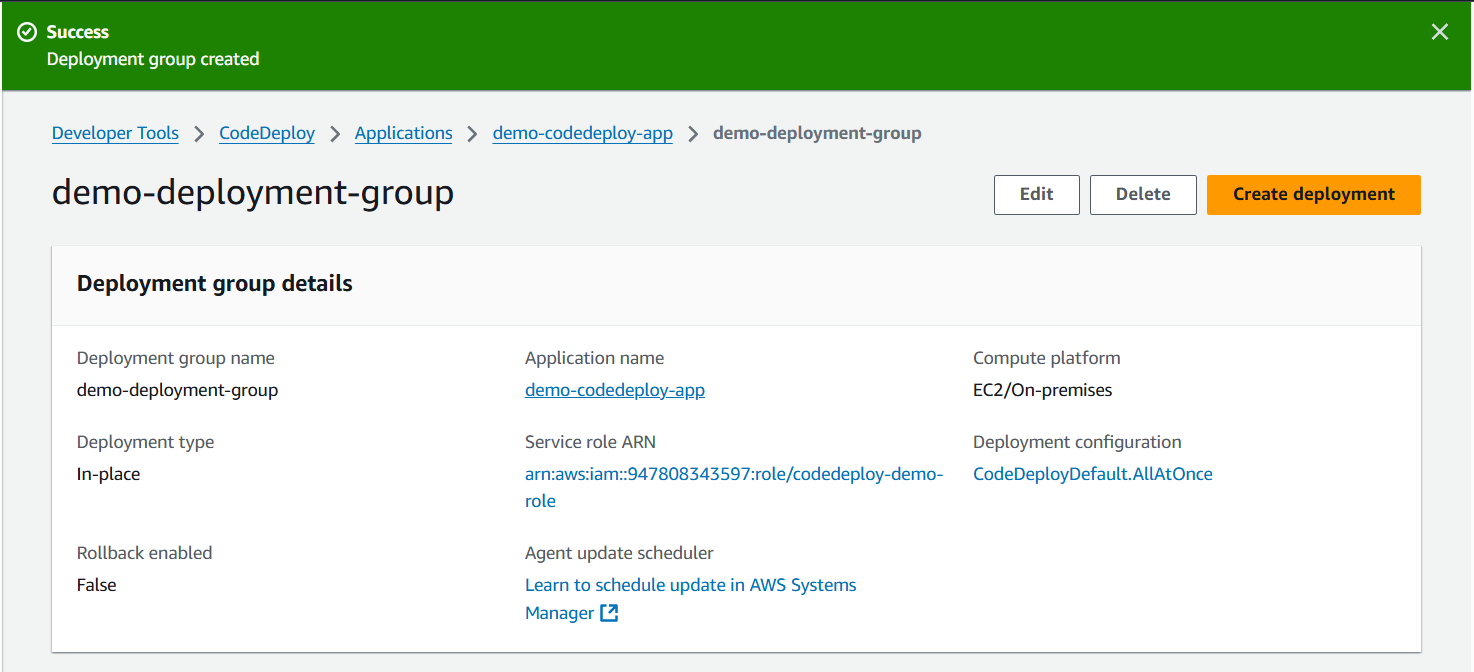 Success
Deployment group created
Developer Tools > CodeDeploy > Applications > demo-codedeploy-app > demo-deployment-group
demo-deployment-group
Edit
Delete
Create deployment
Deployment group details
Deployment group name
demo-deployment-group
Application name
demo-codedeploy-app
Compute platform
EC2/On-premises
Deployment type
In-place
Service role ARN
arn:aws:iam::947808343597:role/codedeploy-demo-
role
Deployment configuration
CodeDeployDefault.AllAtOnce
Rollback enabled
False
Agent update scheduler
Learn to schedule update in AWS Systems
Manager